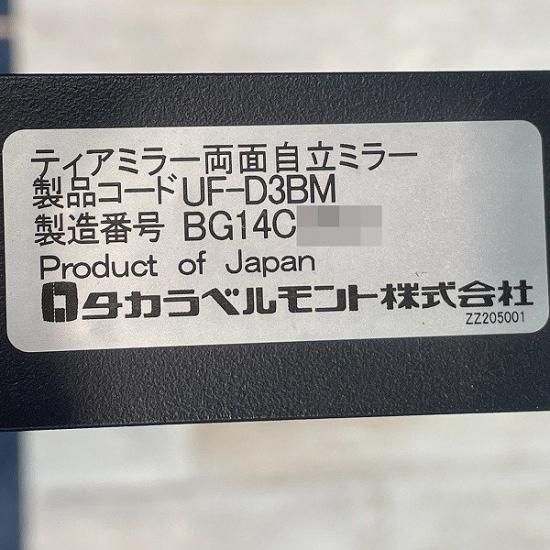 ティアミラー両面自立ミラー
製品コードUF-D3BM
製造番号 BG14C
Product of Japan
タカラベルモント株式会社
ZZ205001